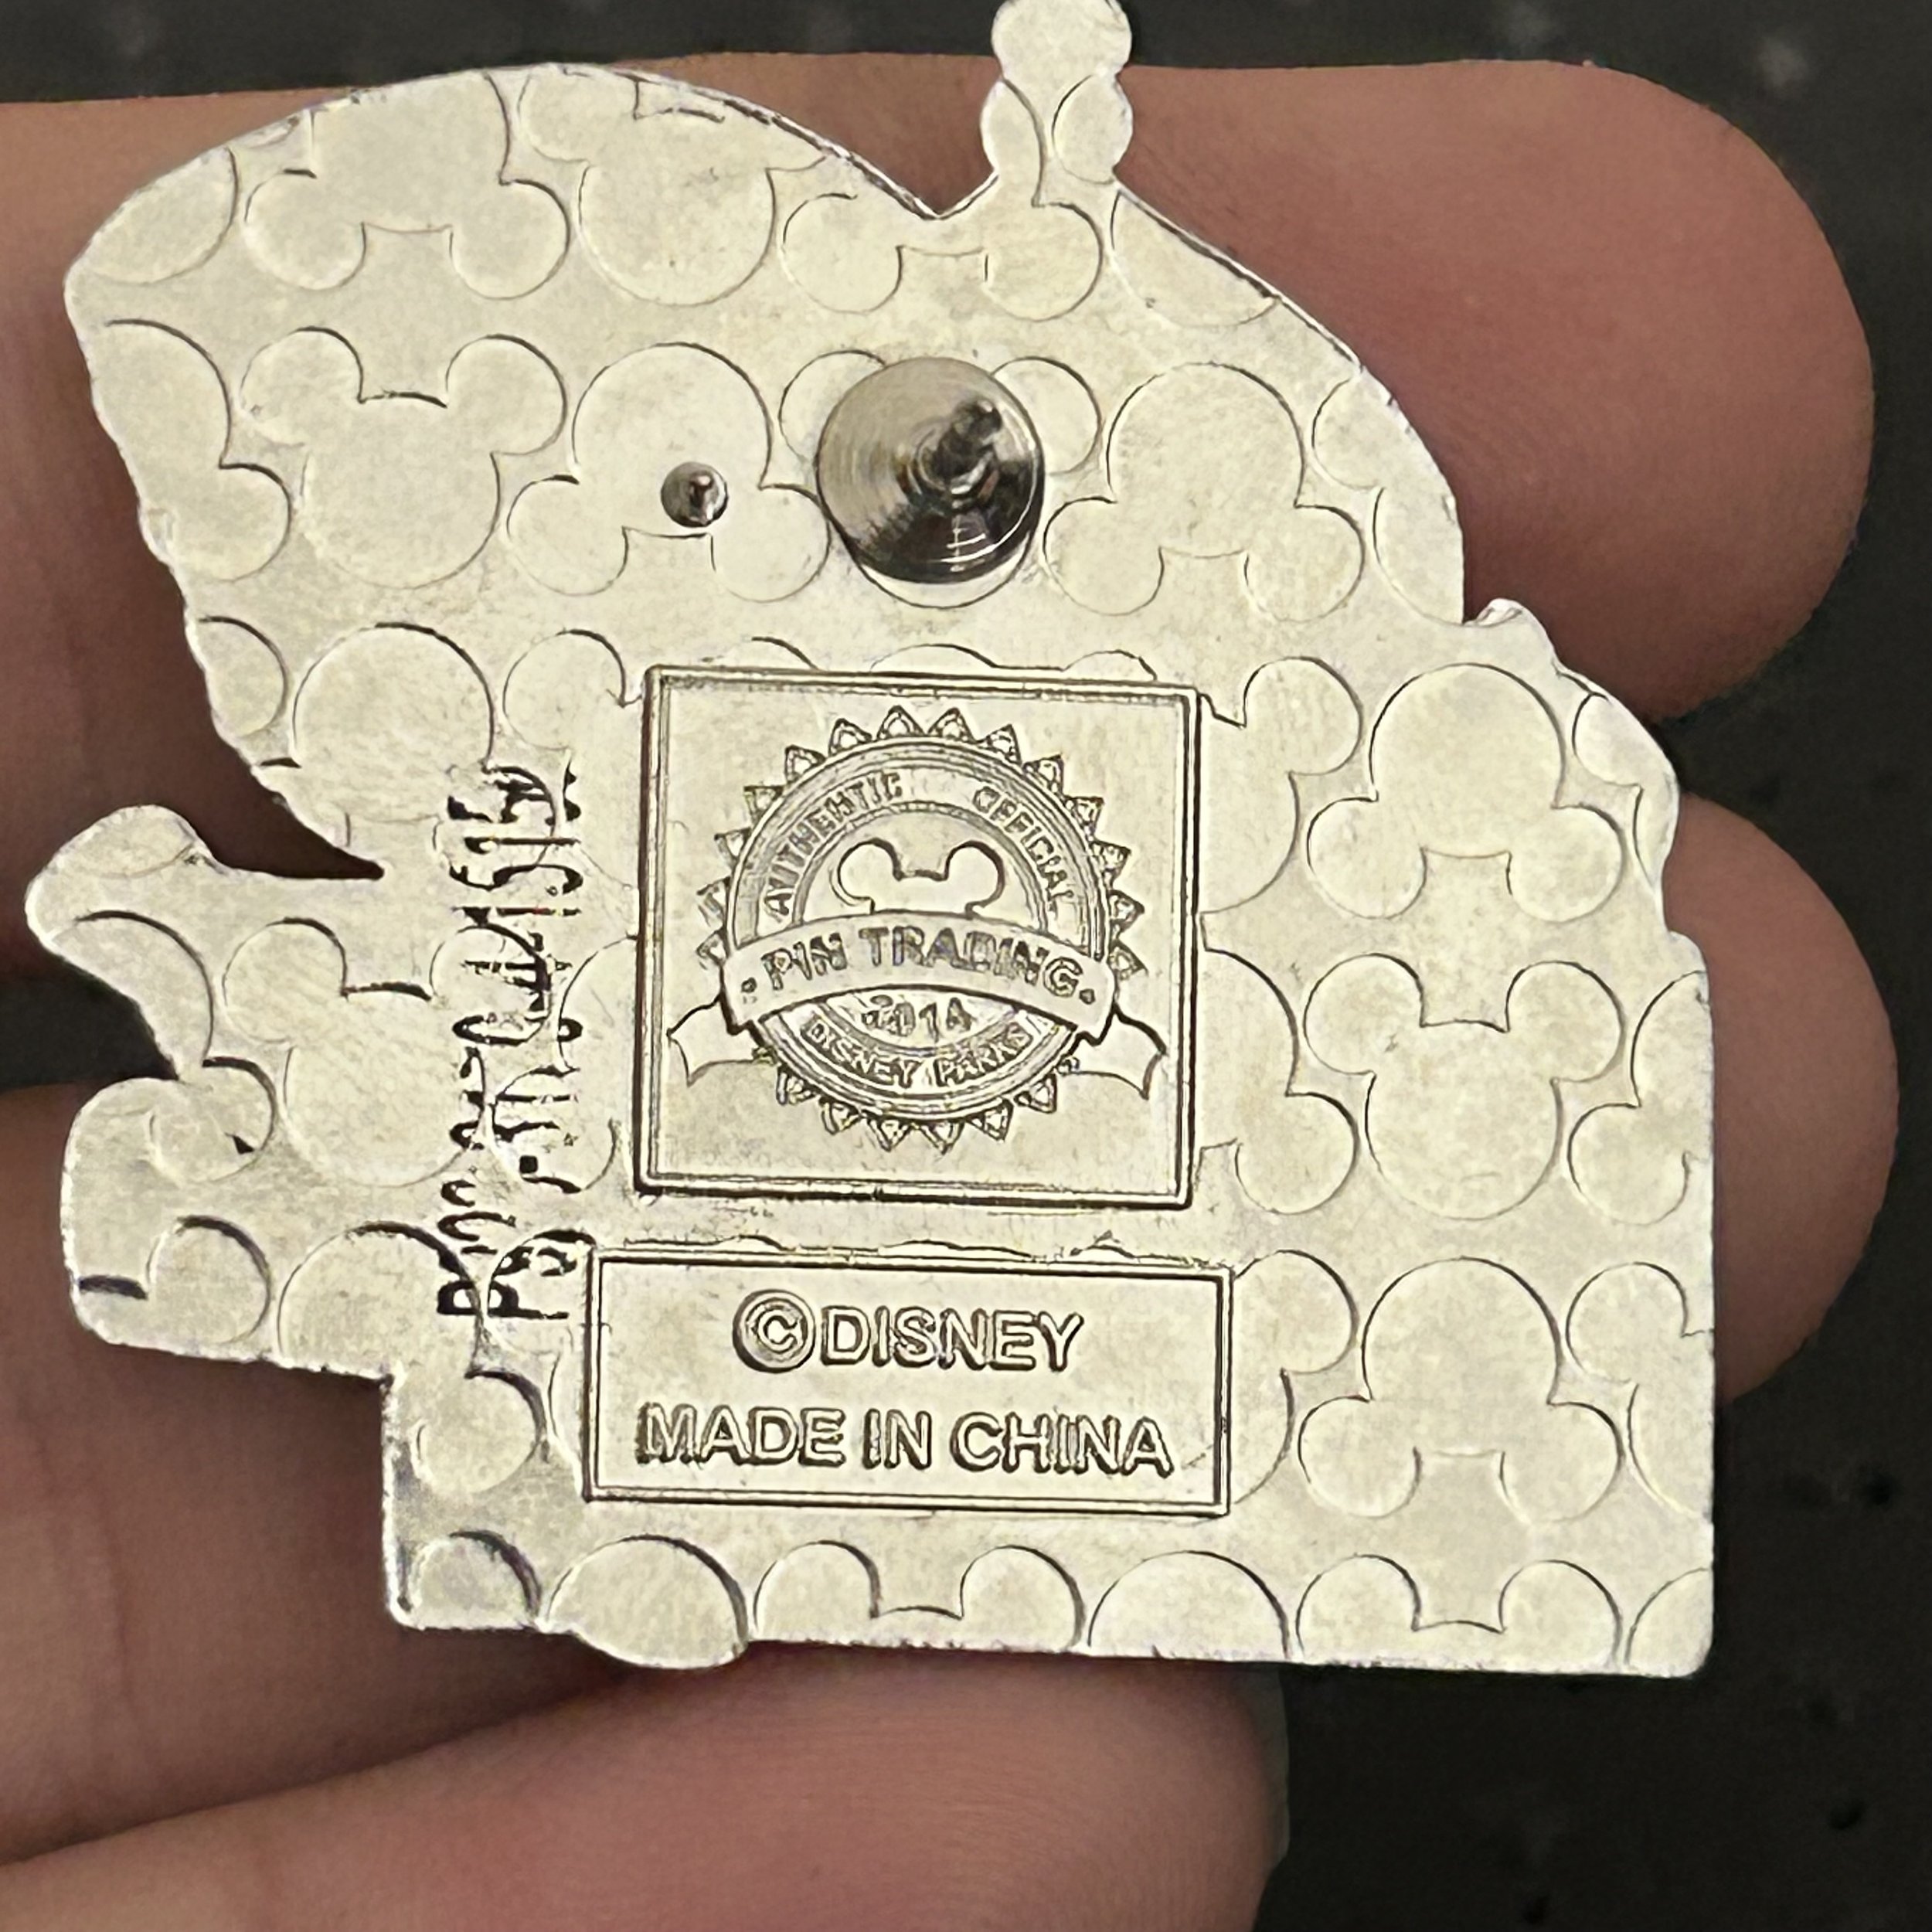 AUTHENTIC OFFICIAL
PIN TRADING
2014
DISNEY PARKS
©DISNEY
MADE IN CHINA